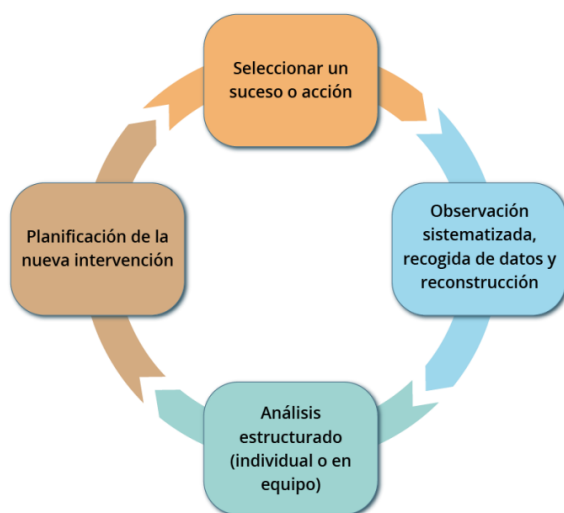 Seleccionar un
suceso o acción
Observación
sistematizada,
recogida de datos y
reconstrucción
Análisis
estructurado
(individual o en
equipo)
Planificación de la
nueva intervención